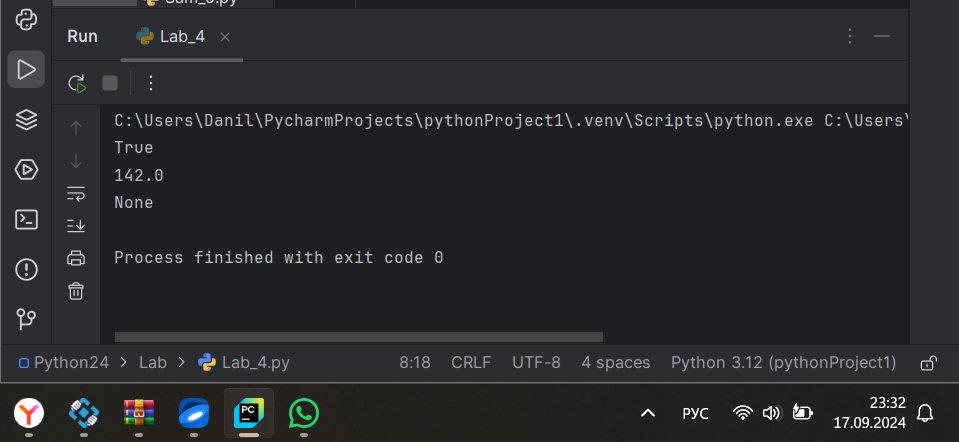 Run
Lab_4
C:\Users\Danil\PycharmProjects\pythonProject1\.venv\Scripts\python.exe C:\Users\
True
142.0
None
Process finished with exit code 0
Python24 > Lab > Lab_4.py 8:18 CRLF UTF-8 4 spaces Python 3.12 (pythonProject1)
PC
РУС
23:32
17.09.2024